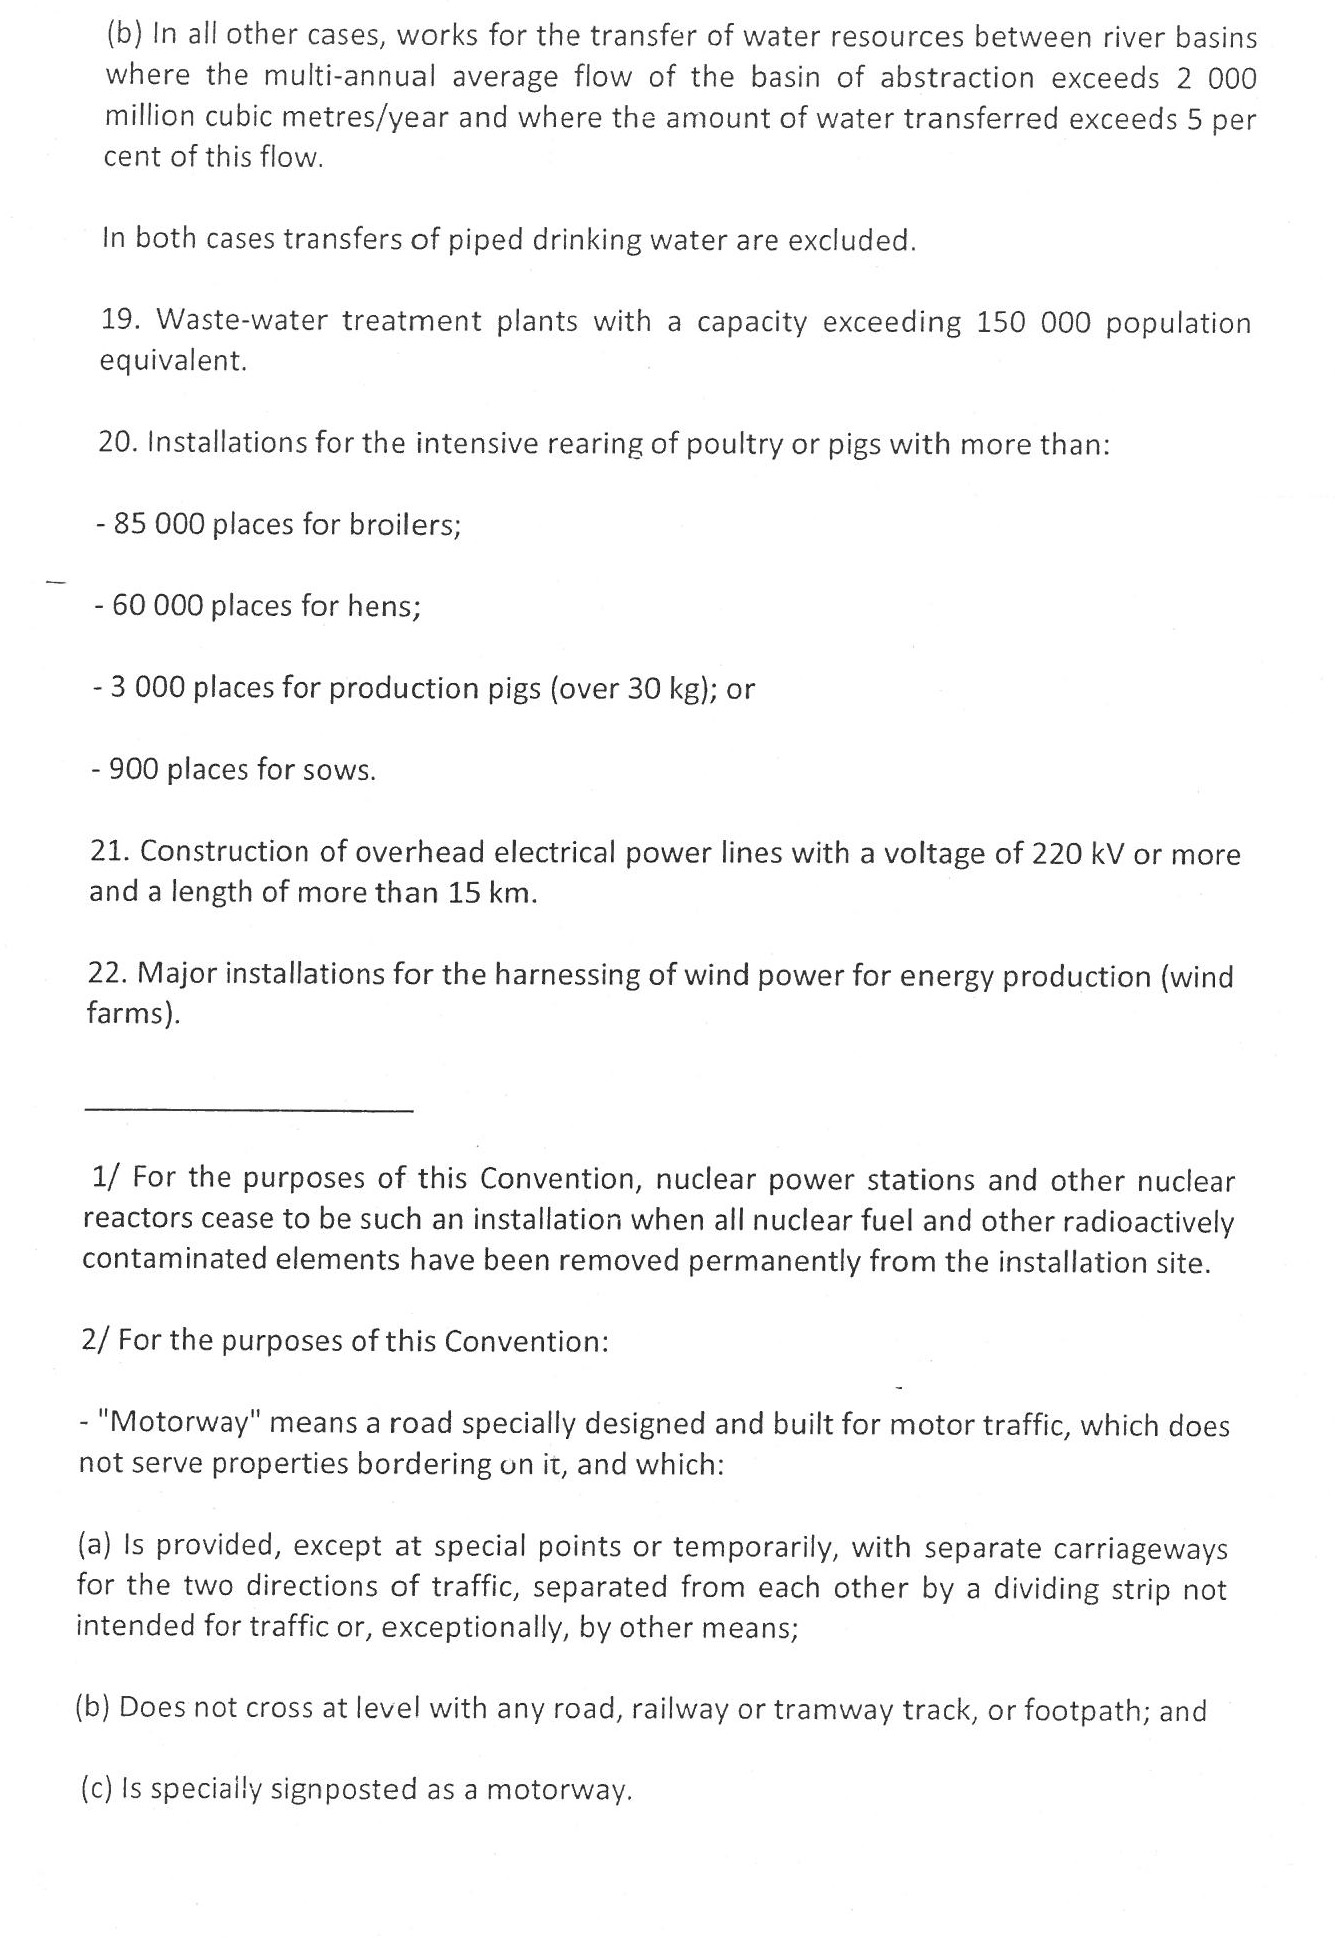 (b) In all other cases, works for the transfer of water resources between river basins
where the multi-annual average flow of the basin of abstraction exceeds 2 000
million cubic metres/year and where the amount of water transferred exceeds 5 per
cent of this flow.
In both cases transfers of piped drinking water are excluded.
19. Waste-water treatment plants with a capacity exceeding 150 000 population
equivalent.
20. Installations for the intensive rearing of poultry or pigs with more than:
- 85 000 places for broilers;
- 60 000 places for hens;
- 3 000 places for production pigs (over 30 kg); or
- 900 places for sows.
21. Construction of overhead electrical power lines with a voltage of 220 kV or more
and a length of more than 15 km.
22. Major installations for the harnessing of wind power for energy production (wind
farms).
1/ For the purposes of this Convention, nuclear power stations and other nuclear
reactors cease to be such an installation when all nuclear fuel and other radioactively
contaminated elements have been removed permanently from the installation site.
2/ For the purposes of this Convention:
- "Motorway" means a road specially designed and built for motor traffic, which does
not serve properties bordering on it, and which:
(a) Is provided, except at special points or temporarily, with separate carriageways
for the two directions of traffic, separated from each other by a dividing strip not
intended for traffic or, exceptionally, by other means;
(b) Does not cross at level with any road, railway or tramway track, or footpath; and
(c) Is specially signposted as a motorway.